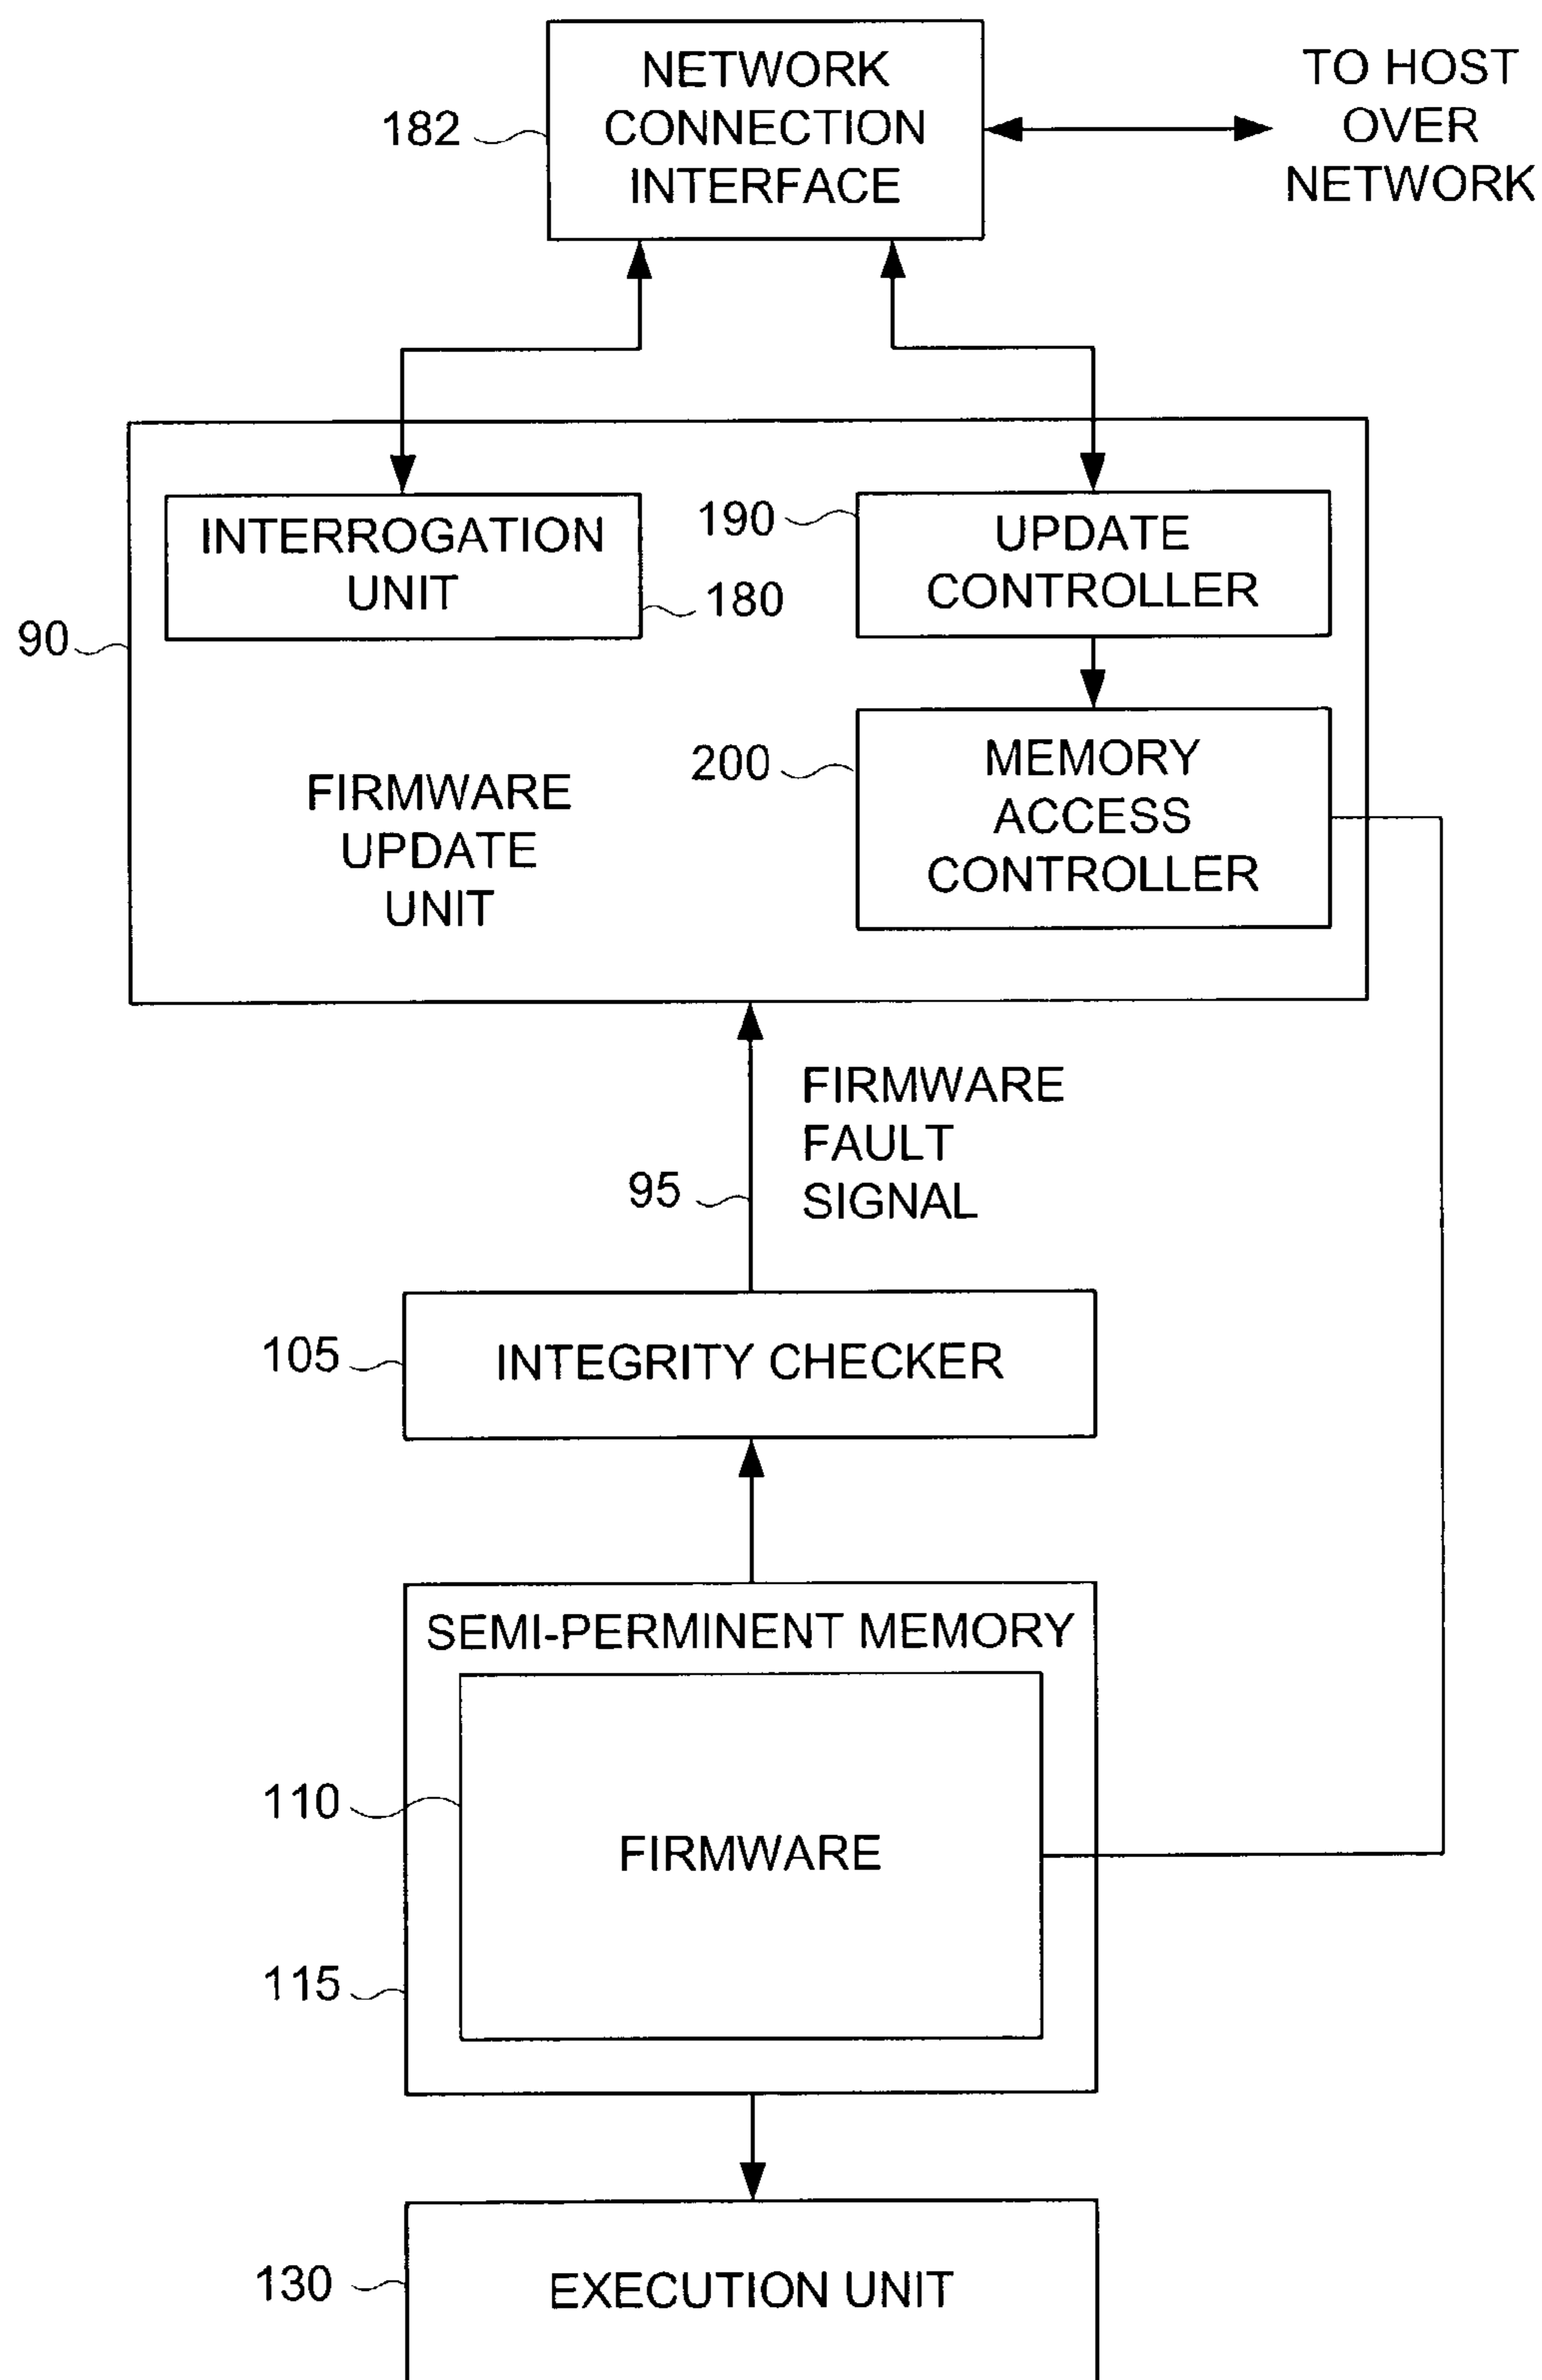 NETWORK
CONNECTION
INTERFACE
182
TO HOST
OVER
NETWORK
INTERROGATION
UNIT
180
190
UPDATE
CONTROLLER
90
200
MEMORY
ACCESS
CONTROLLER
FIRMWARE
UPDATE
UNIT
FIRMWARE
FAULT
SIGNAL
95
105
INTEGRITY CHECKER
SEMI-PERMINENT MEMORY
110
FIRMWARE
115
130
EXECUTION UNIT